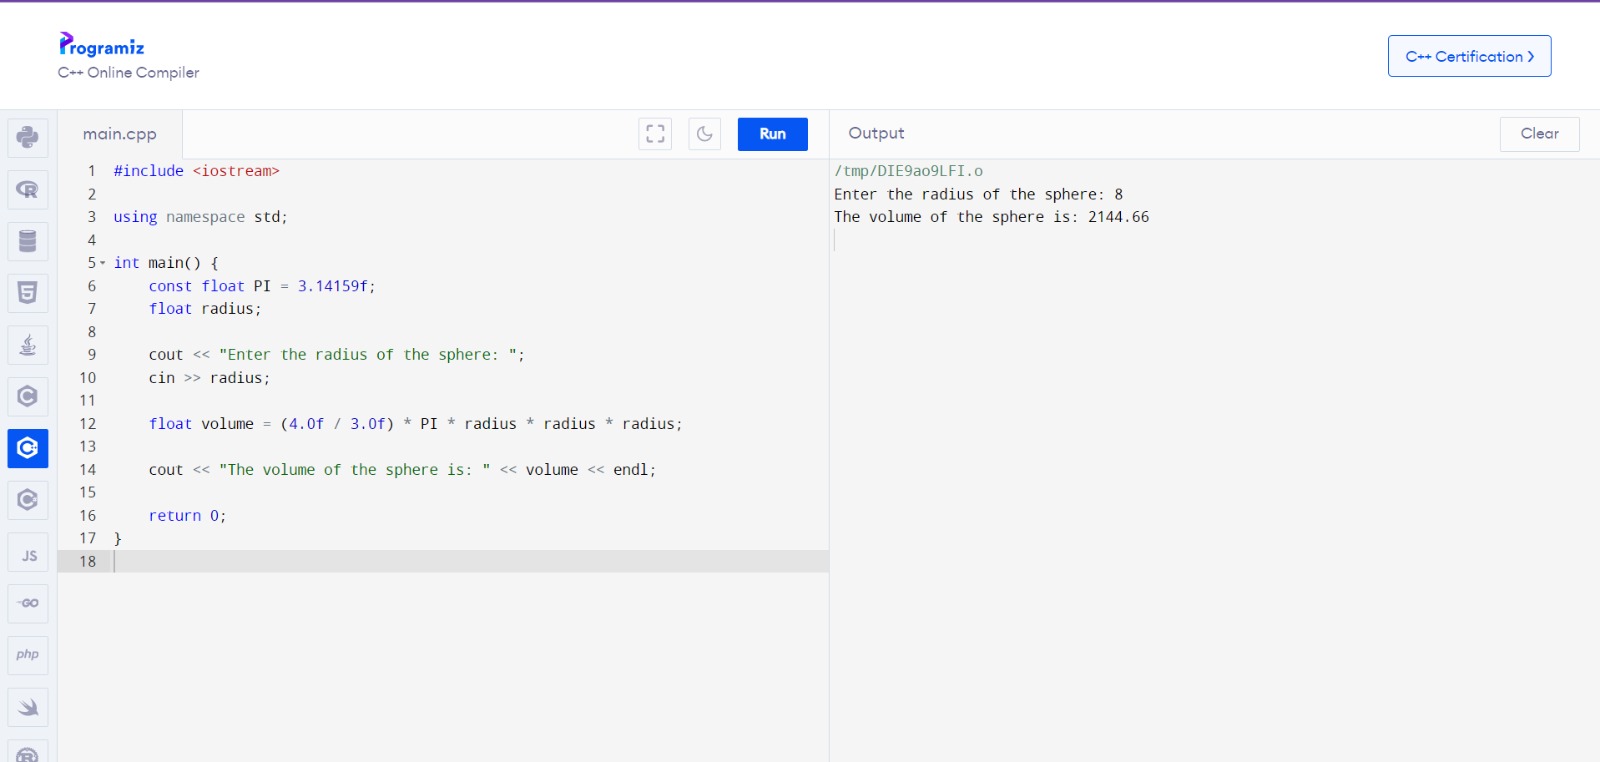 Programiz
C++ Online Compiler
C++ Certification >
main.cpp
Run
Output
Clear
1 #include <iostream>
2
3 using namespace std;
4
5 int main() {
6     const float PI = 3.14159f;
7     float radius;
8
9     cout << "Enter the radius of the sphere: ";
10     cin >> radius;
11
12     float volume = (4.0f / 3.0f) * PI * radius * radius * radius;
13
14     cout << "The volume of the sphere is: " << volume << endl;
15
16     return 0;
17 }
18
/tmp/DIE9ao9LFI.o
Enter the radius of the sphere: 8
The volume of the sphere is: 2144.66
R
5
C
C
C
JS
GO
php
R